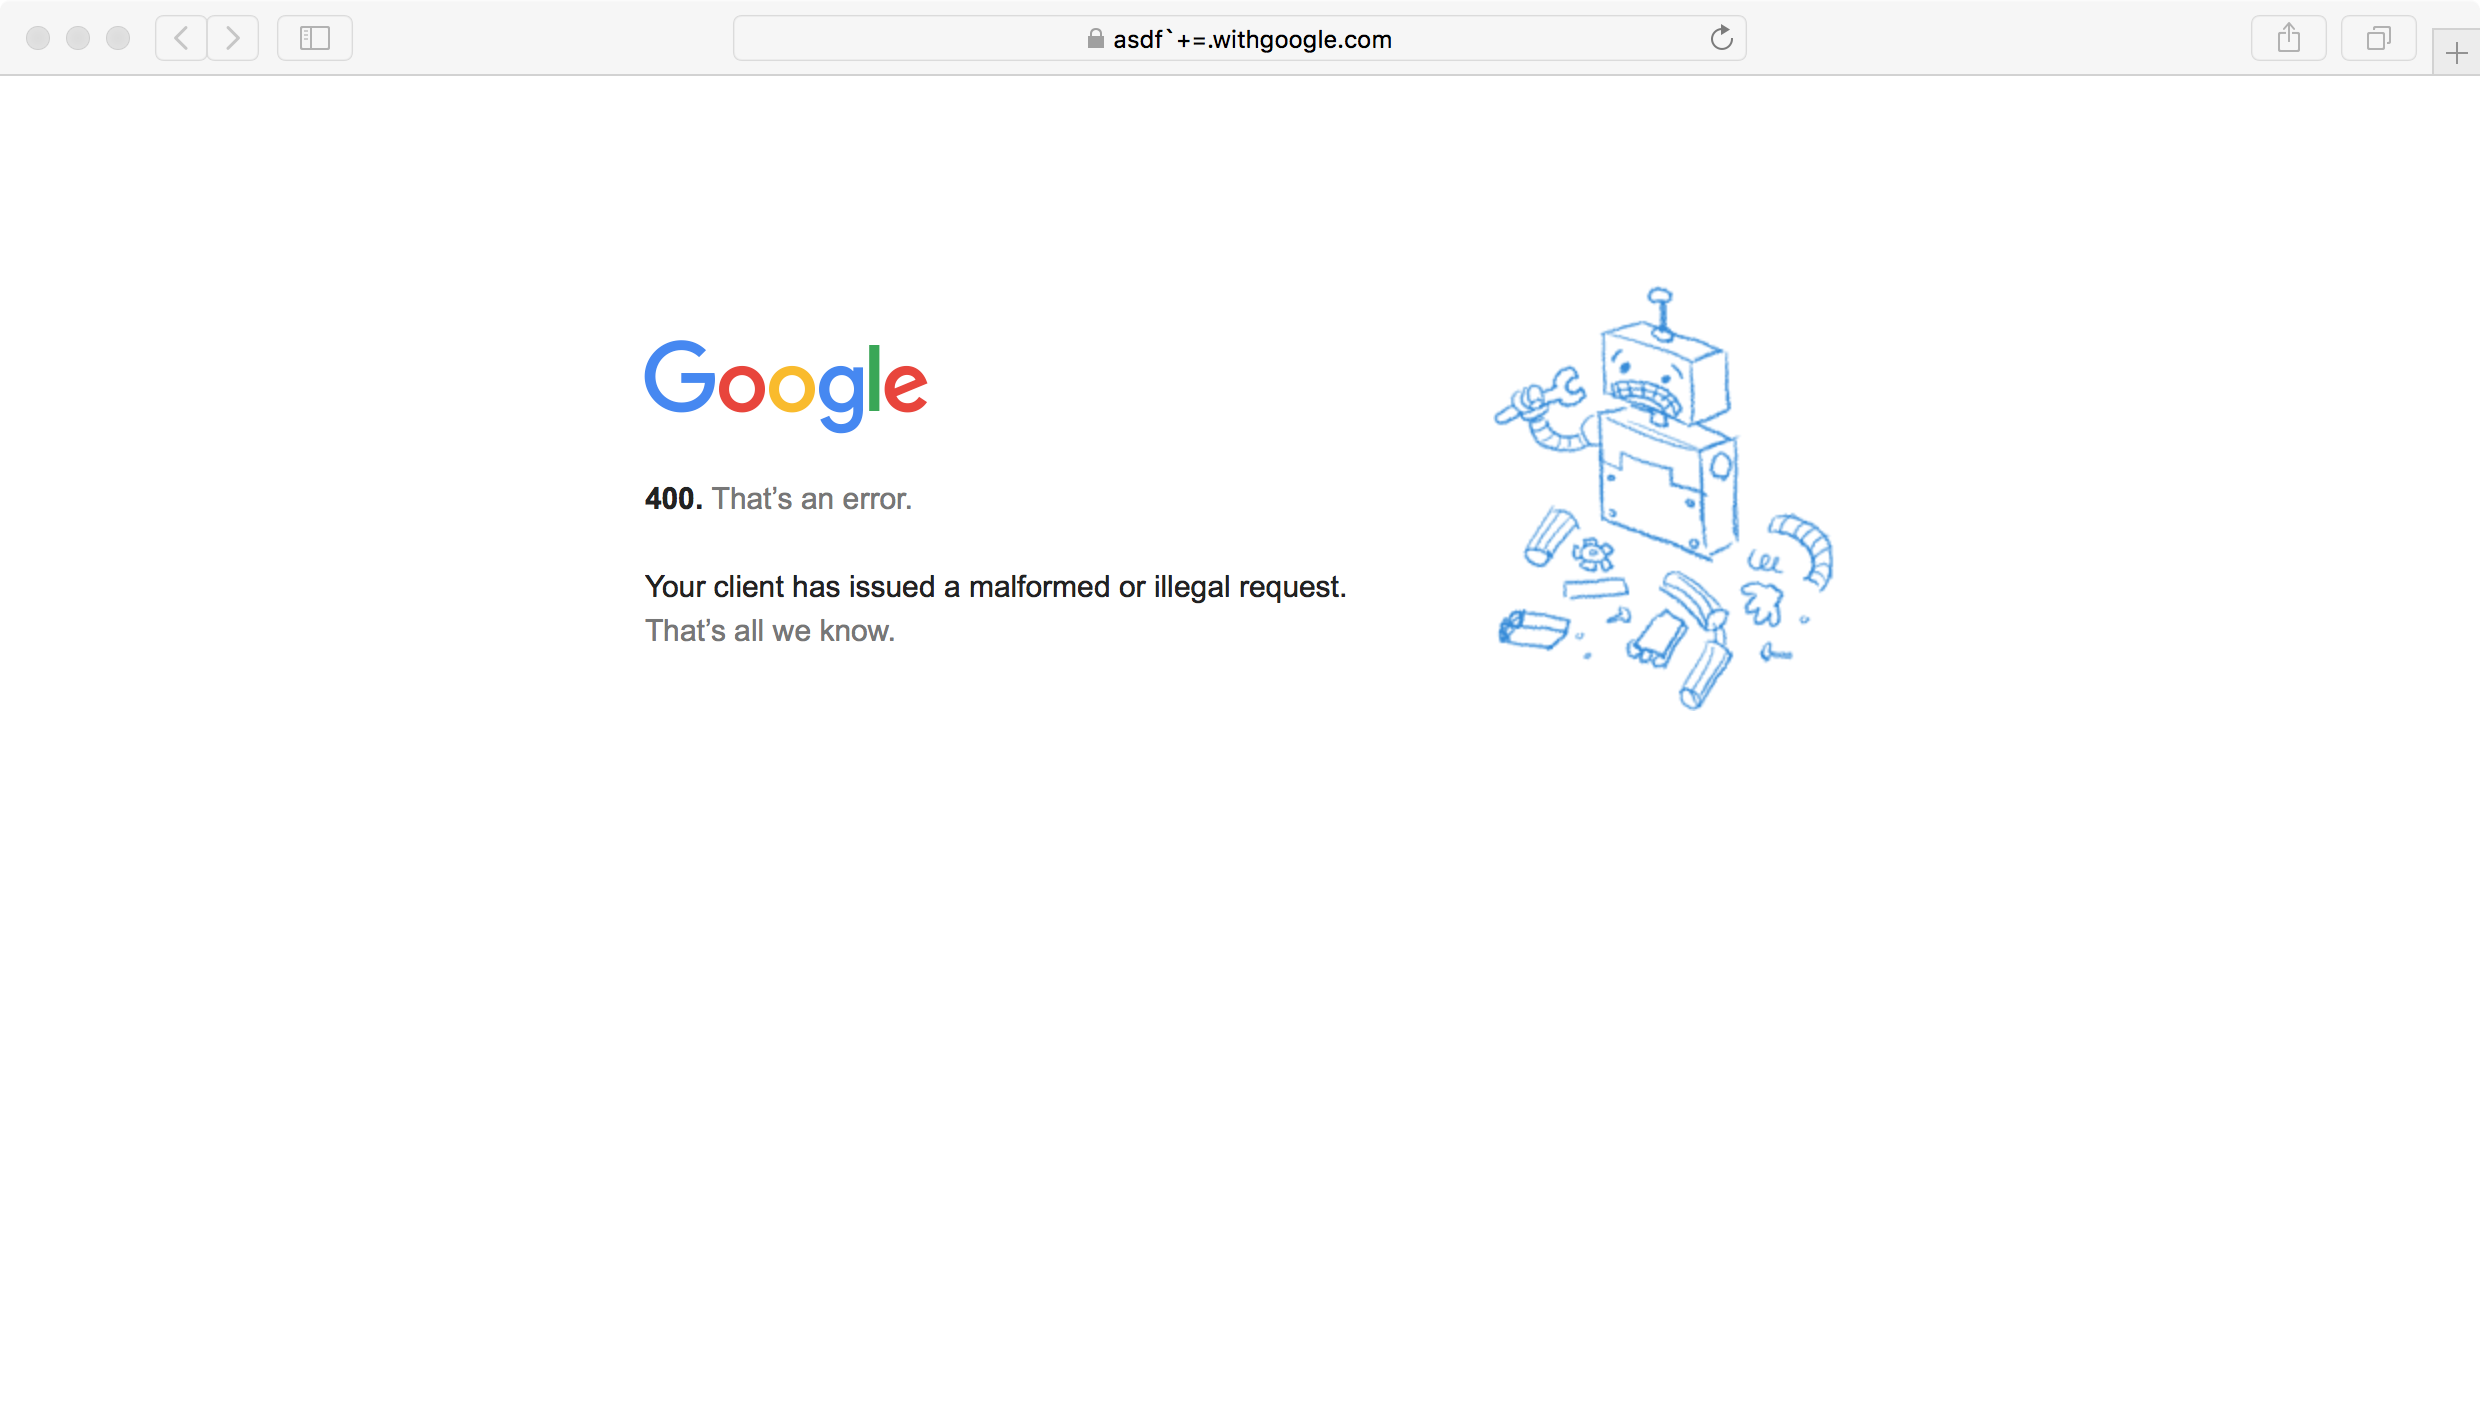 asdf`+=.withgoogle.com
Google
400. That’s an error.
Your client has issued a malformed or illegal request.
That’s all we know.